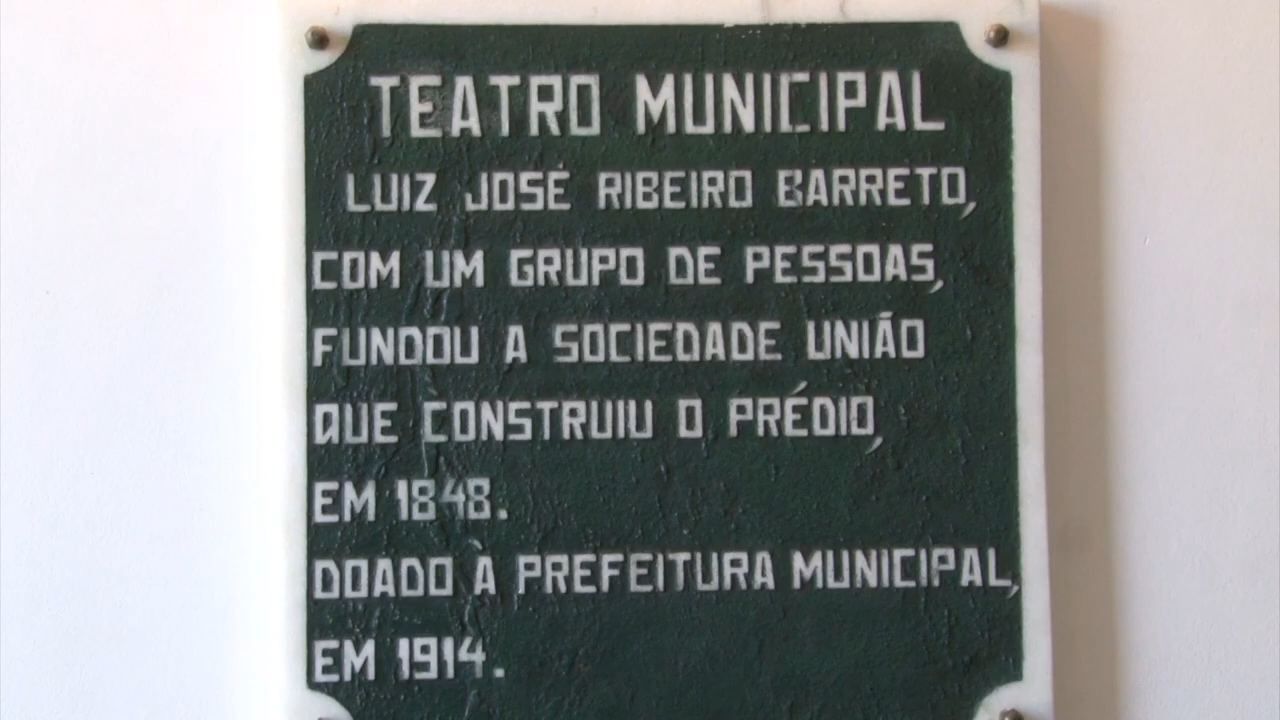 TEATRO MUNICIPAL
LUIZ JOSÉ RIBEIRO BARRETO,
COM UM GRUPO DE PESSOAS,
FUNDOU A SOCIEDADE UNIÃO
QUE CONSTRUIU O PRÉDIO,
EM 1848.
DOADO À PREFEITURA MUNICIPAL,
EM 1914.